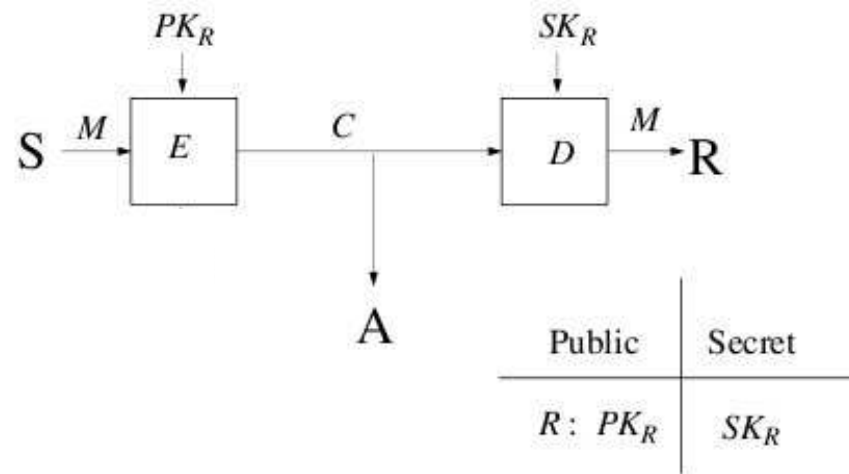 PK_R SK_R
S M E C D M R
A
Public Secret
R : PK_R SK_R